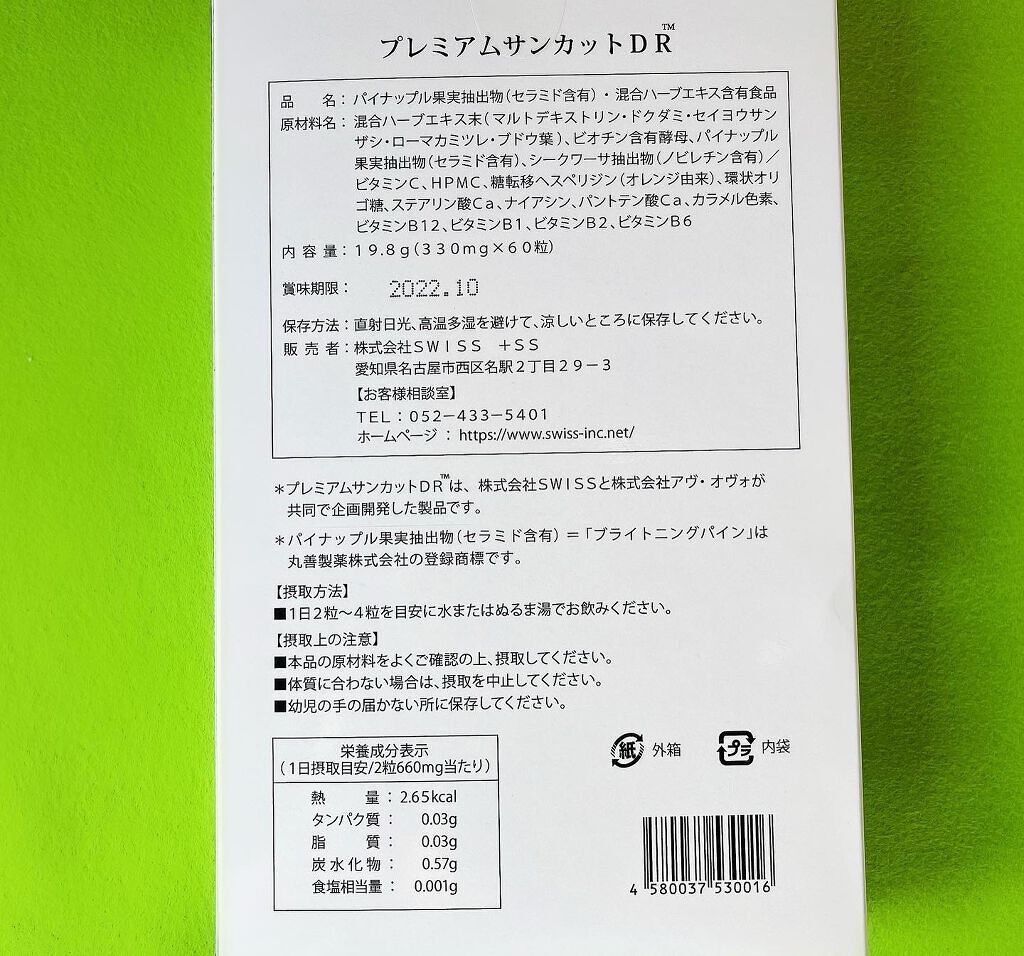 プレミアムサンカットDR™
品　名：パイナップル果実抽出物(セラミド含有)・混合ハーブエキス含有食品
原材料名：混合ハーブエキス末(マルトデキストリン・ドクダミ・セイヨウサン
ザシ・ローマカミツレ・ブドウ葉)、ビオチン含有酵母、パイナップル
果実抽出物(セラミド含有)、シークワーサ抽出物(ノビレチン含有)／
ビタミンC、HPMC、糖転移ヘスペリジン(オレンジ由来)、環状オリ
ゴ糖、ステアリン酸Ca、ナイアシン、パントテン酸Ca、カラメル色素、
ビタミンB12、ビタミンB1、ビタミンB2、ビタミンB6
内容量：19.8g(330mg×60粒)
賞味期限：2022.10
保存方法：直射日光、高温多湿を避けて、涼しいところに保存してください。
販売者：株式会社SWISS +SS
愛知県名古屋市西区名駅2丁目29−3
【お客様相談室】
TEL：052−433−5401
ホームページ：https://www.swiss-inc.net/
＊プレミアムサンカットDR™は、株式会社SWISSと株式会社アヴ・オヴォが
共同で企画開発した製品です。
＊パイナップル果実抽出物(セラミド含有)＝「ブライトニングパイン」は
丸善製薬株式会社の登録商標です。
【摂取方法】
■1日2粒〜4粒を目安に水またはぬるま湯でお飲みください。
【摂取上の注意】
■本品の原材料をよくご確認の上、摂取してください。
■体質に合わない場合は、摂取を中止してください。
■幼児の手の届かない所に保存してください。
紙 外箱 プラ 内袋
栄養成分表示
(1日摂取目安/2粒660mg当たり)
熱量：2.65kcal
タンパク質：0.03g
脂質：0.03g
炭水化物：0.57g
食塩相当量：0.001g
4 580037 530016